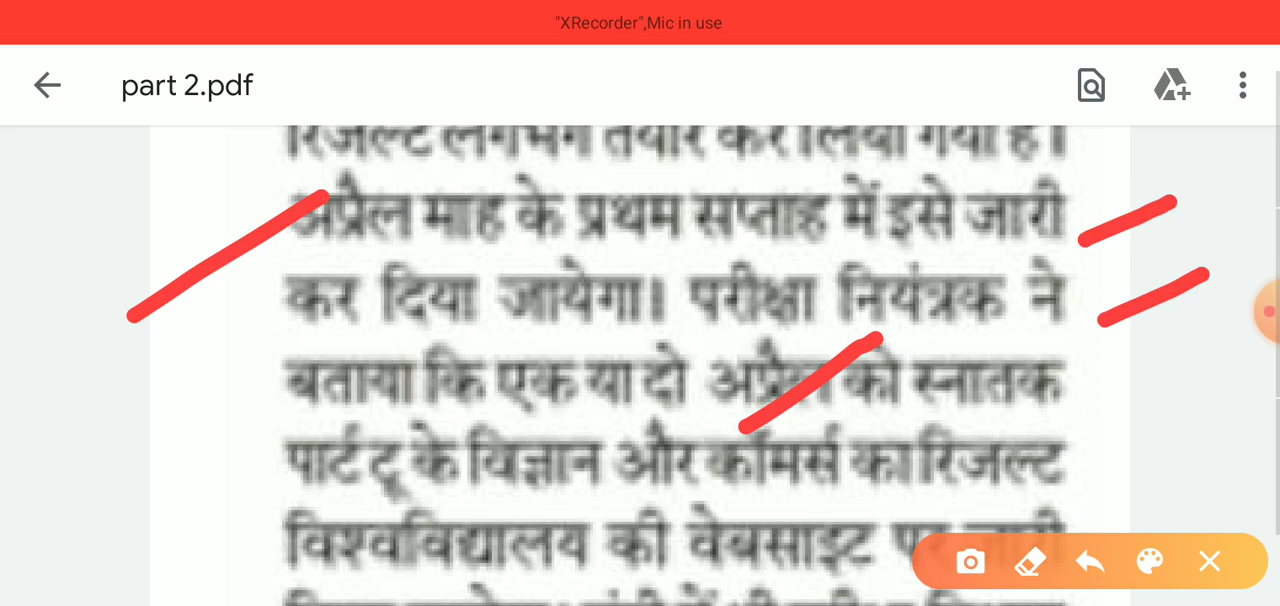 "XRecorder",Mic in use
part 2.pdf
रिजल्ट लगभग तैयार कर लिया गया है।
अप्रैल माह के प्रथम सप्ताह में इसे जारी
कर दिया जायेगा। परीक्षा नियंत्रक ने
बताया कि एक या दो अप्रैल को स्नातक
पार्ट टू के विज्ञान और कॉमर्स का रिजल्ट
विश्वविद्यालय की वेबसाइट पर जारी